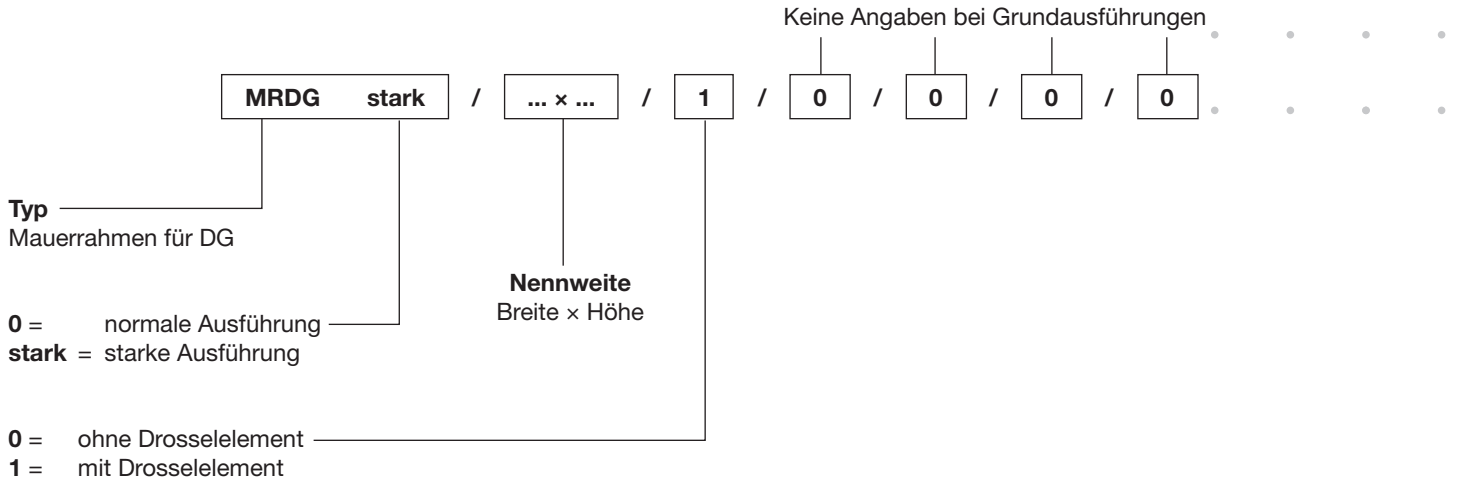 Keine Angaben bei Grundausführungen
MRDG stark / ... × ... / 1 / 0 / 0 / 0 / 0
Typ
Mauerrahmen für DG
Nennweite
Breite × Höhe
0 = normale Ausführung
stark = starke Ausführung
0 = ohne Drosselelement
1 = mit Drosselelement